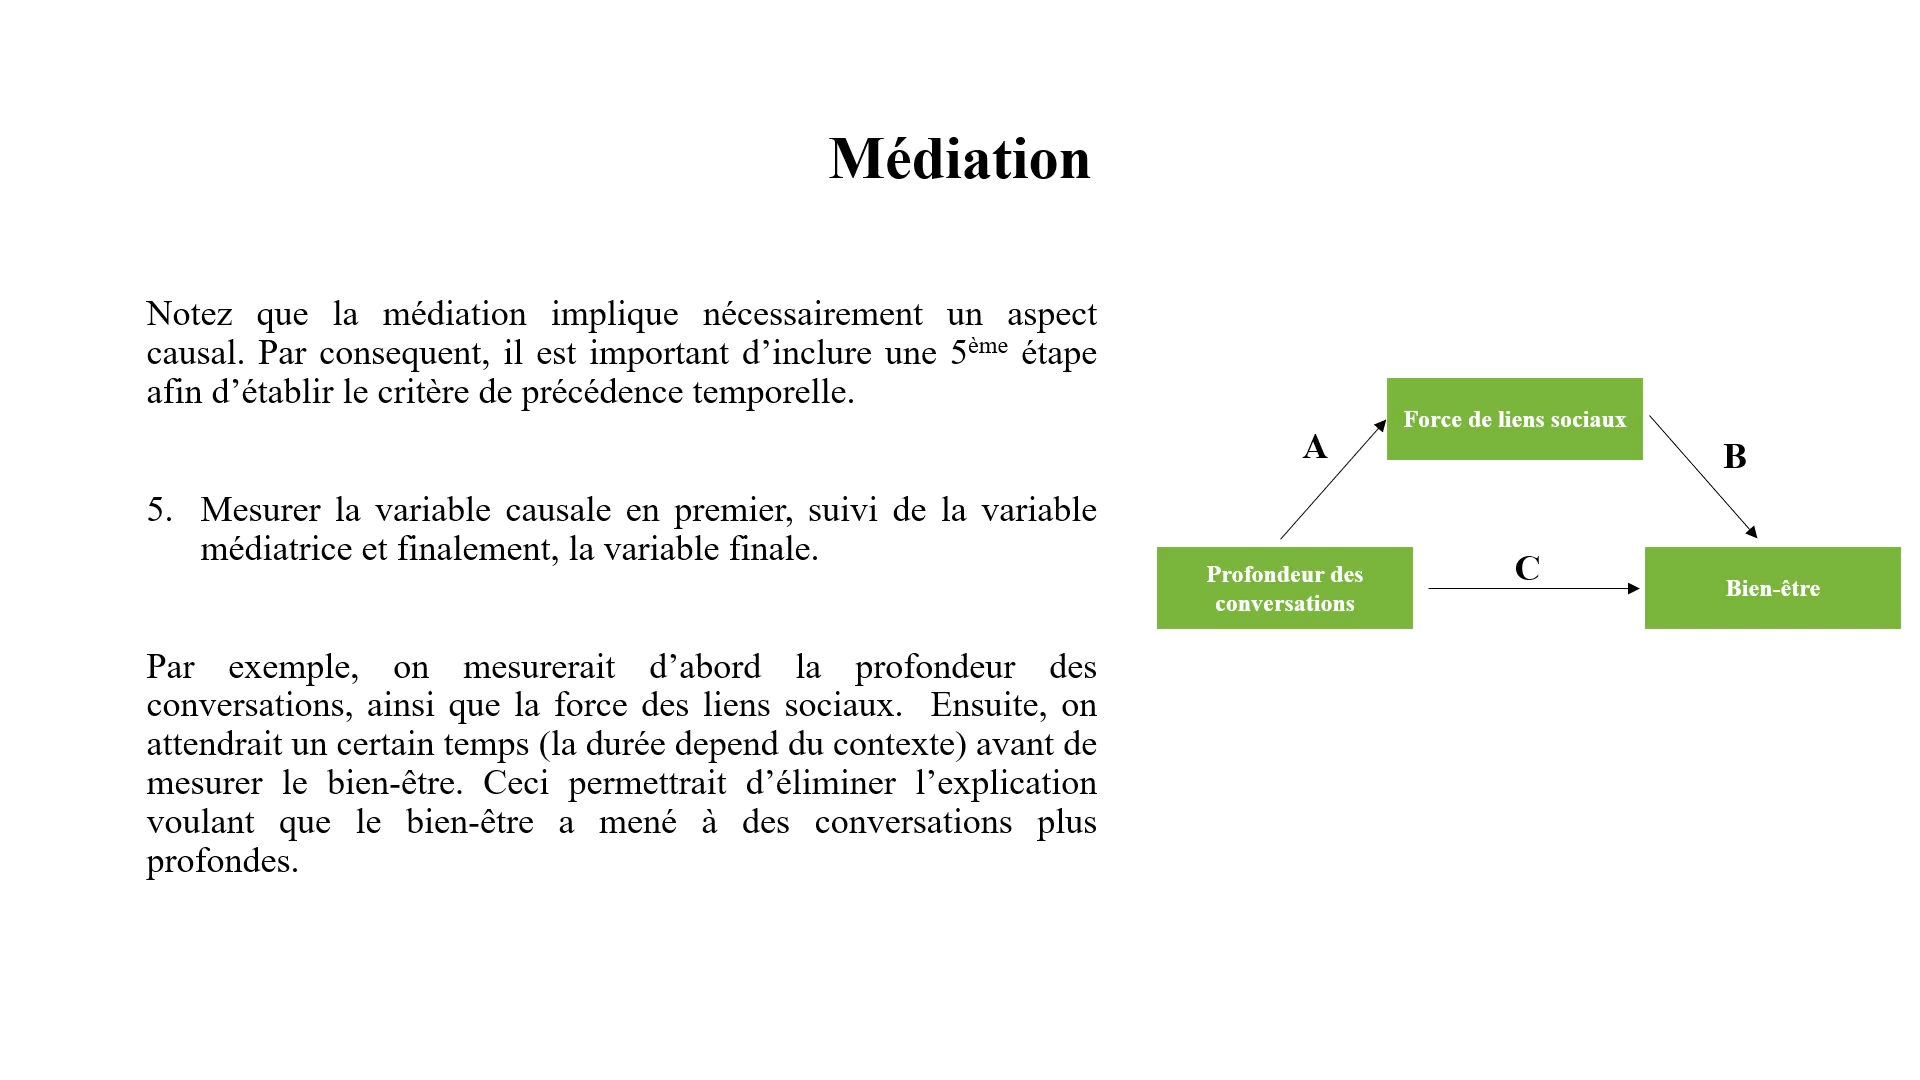 Médiation
Notez que la médiation implique nécessairement un aspect
causal. Par consequent, il est important d’inclure une 5ème étape
afin d’établir le critère de précédence temporelle.
5. Mesurer la variable causale en premier, suivi de la variable
médiatrice et finalement, la variable finale.
Par exemple, on mesurerait d’abord la profondeur des
conversations, ainsi que la force des liens sociaux. Ensuite, on
attendrait un certain temps (la durée depend du contexte) avant de
mesurer le bien-être. Ceci permettrait d’éliminer l’explication
voulant que le bien-être a mené à des conversations plus
profondes.
Force de liens sociaux
A
B
Profondeur des
conversations
C
Bien-être